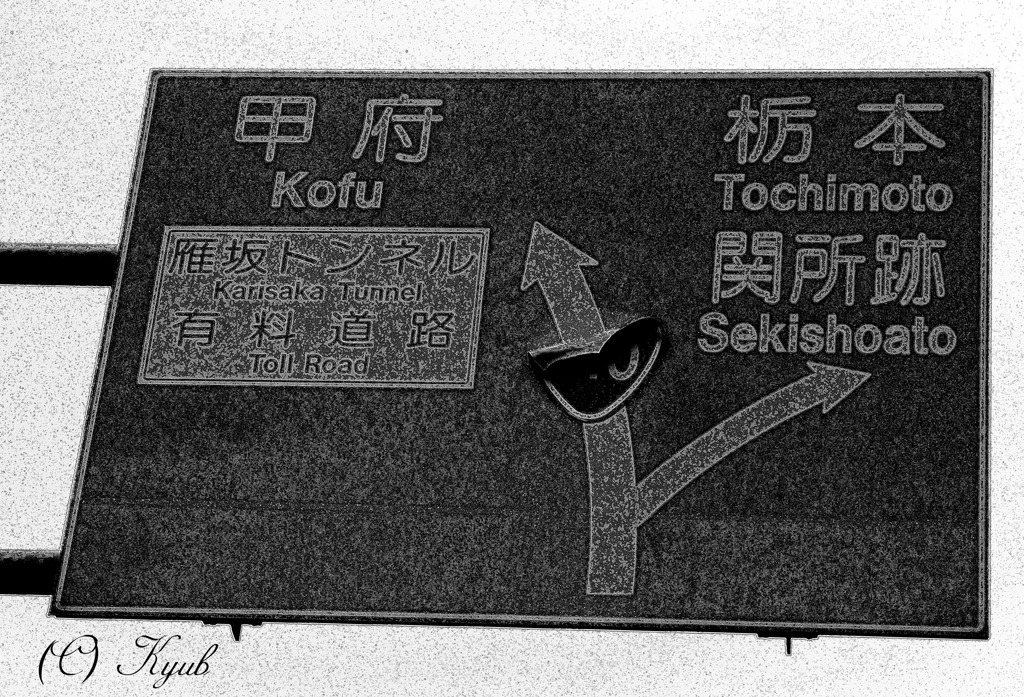 甲府
Kofu
雁坂トンネル
Karisaka Tunnel
有料道路
Toll Road
栃本
Tochimoto
関所跡
Sekishoato
(C) Kyub